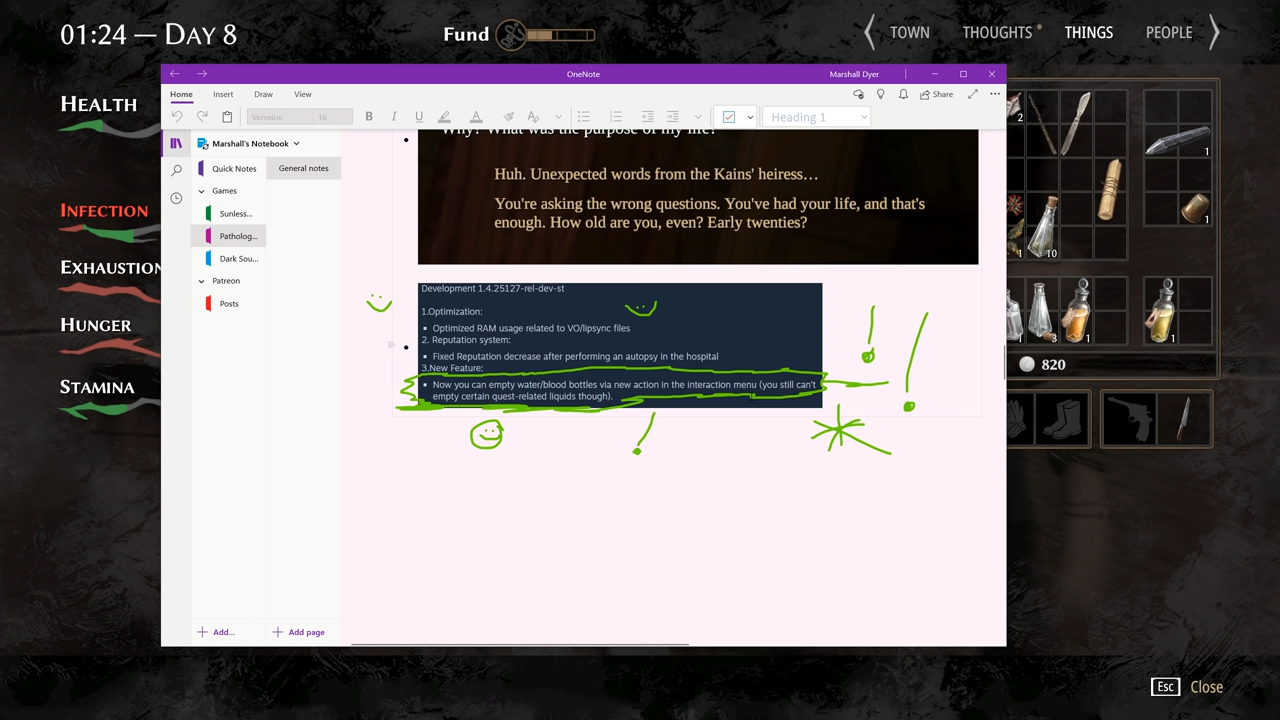 01:24 — DAY 8
Fund
TOWN
THOUGHTS
THINGS
PEOPLE
OneNote
Marshall Dyer
HEALTH
Home
Insert
Draw
View
Share
16
B
I
U
A
Heading 1
Marshall's Notebook
Quick Notes
General notes
Games
Sunless...
Patholog...
Dark Sou...
Patreon
Posts
INFECTION
EXHAUSTION
HUNGER
STAMINA
Why? What was the purpose of my life?
Huh. Unexpected words from the Kains' heiress…
You're asking the wrong questions. You've had your life, and that's
enough. How old are you, even? Early twenties?
Development 1.4.25127-rel-dev-st
1.Optimization:
▪ Optimized RAM usage related to VO/lipsync files
2. Reputation system:
▪ Fixed Reputation decrease after performing an autopsy in the hospital
3.New Feature:
▪ Now you can empty water/blood bottles via new action in the interaction menu (you still can't
empty certain quest-related liquids though).
! !
! *
2
1
1
1
10
1
3
1
1
820
+ Add...
+ Add page
Esc Close